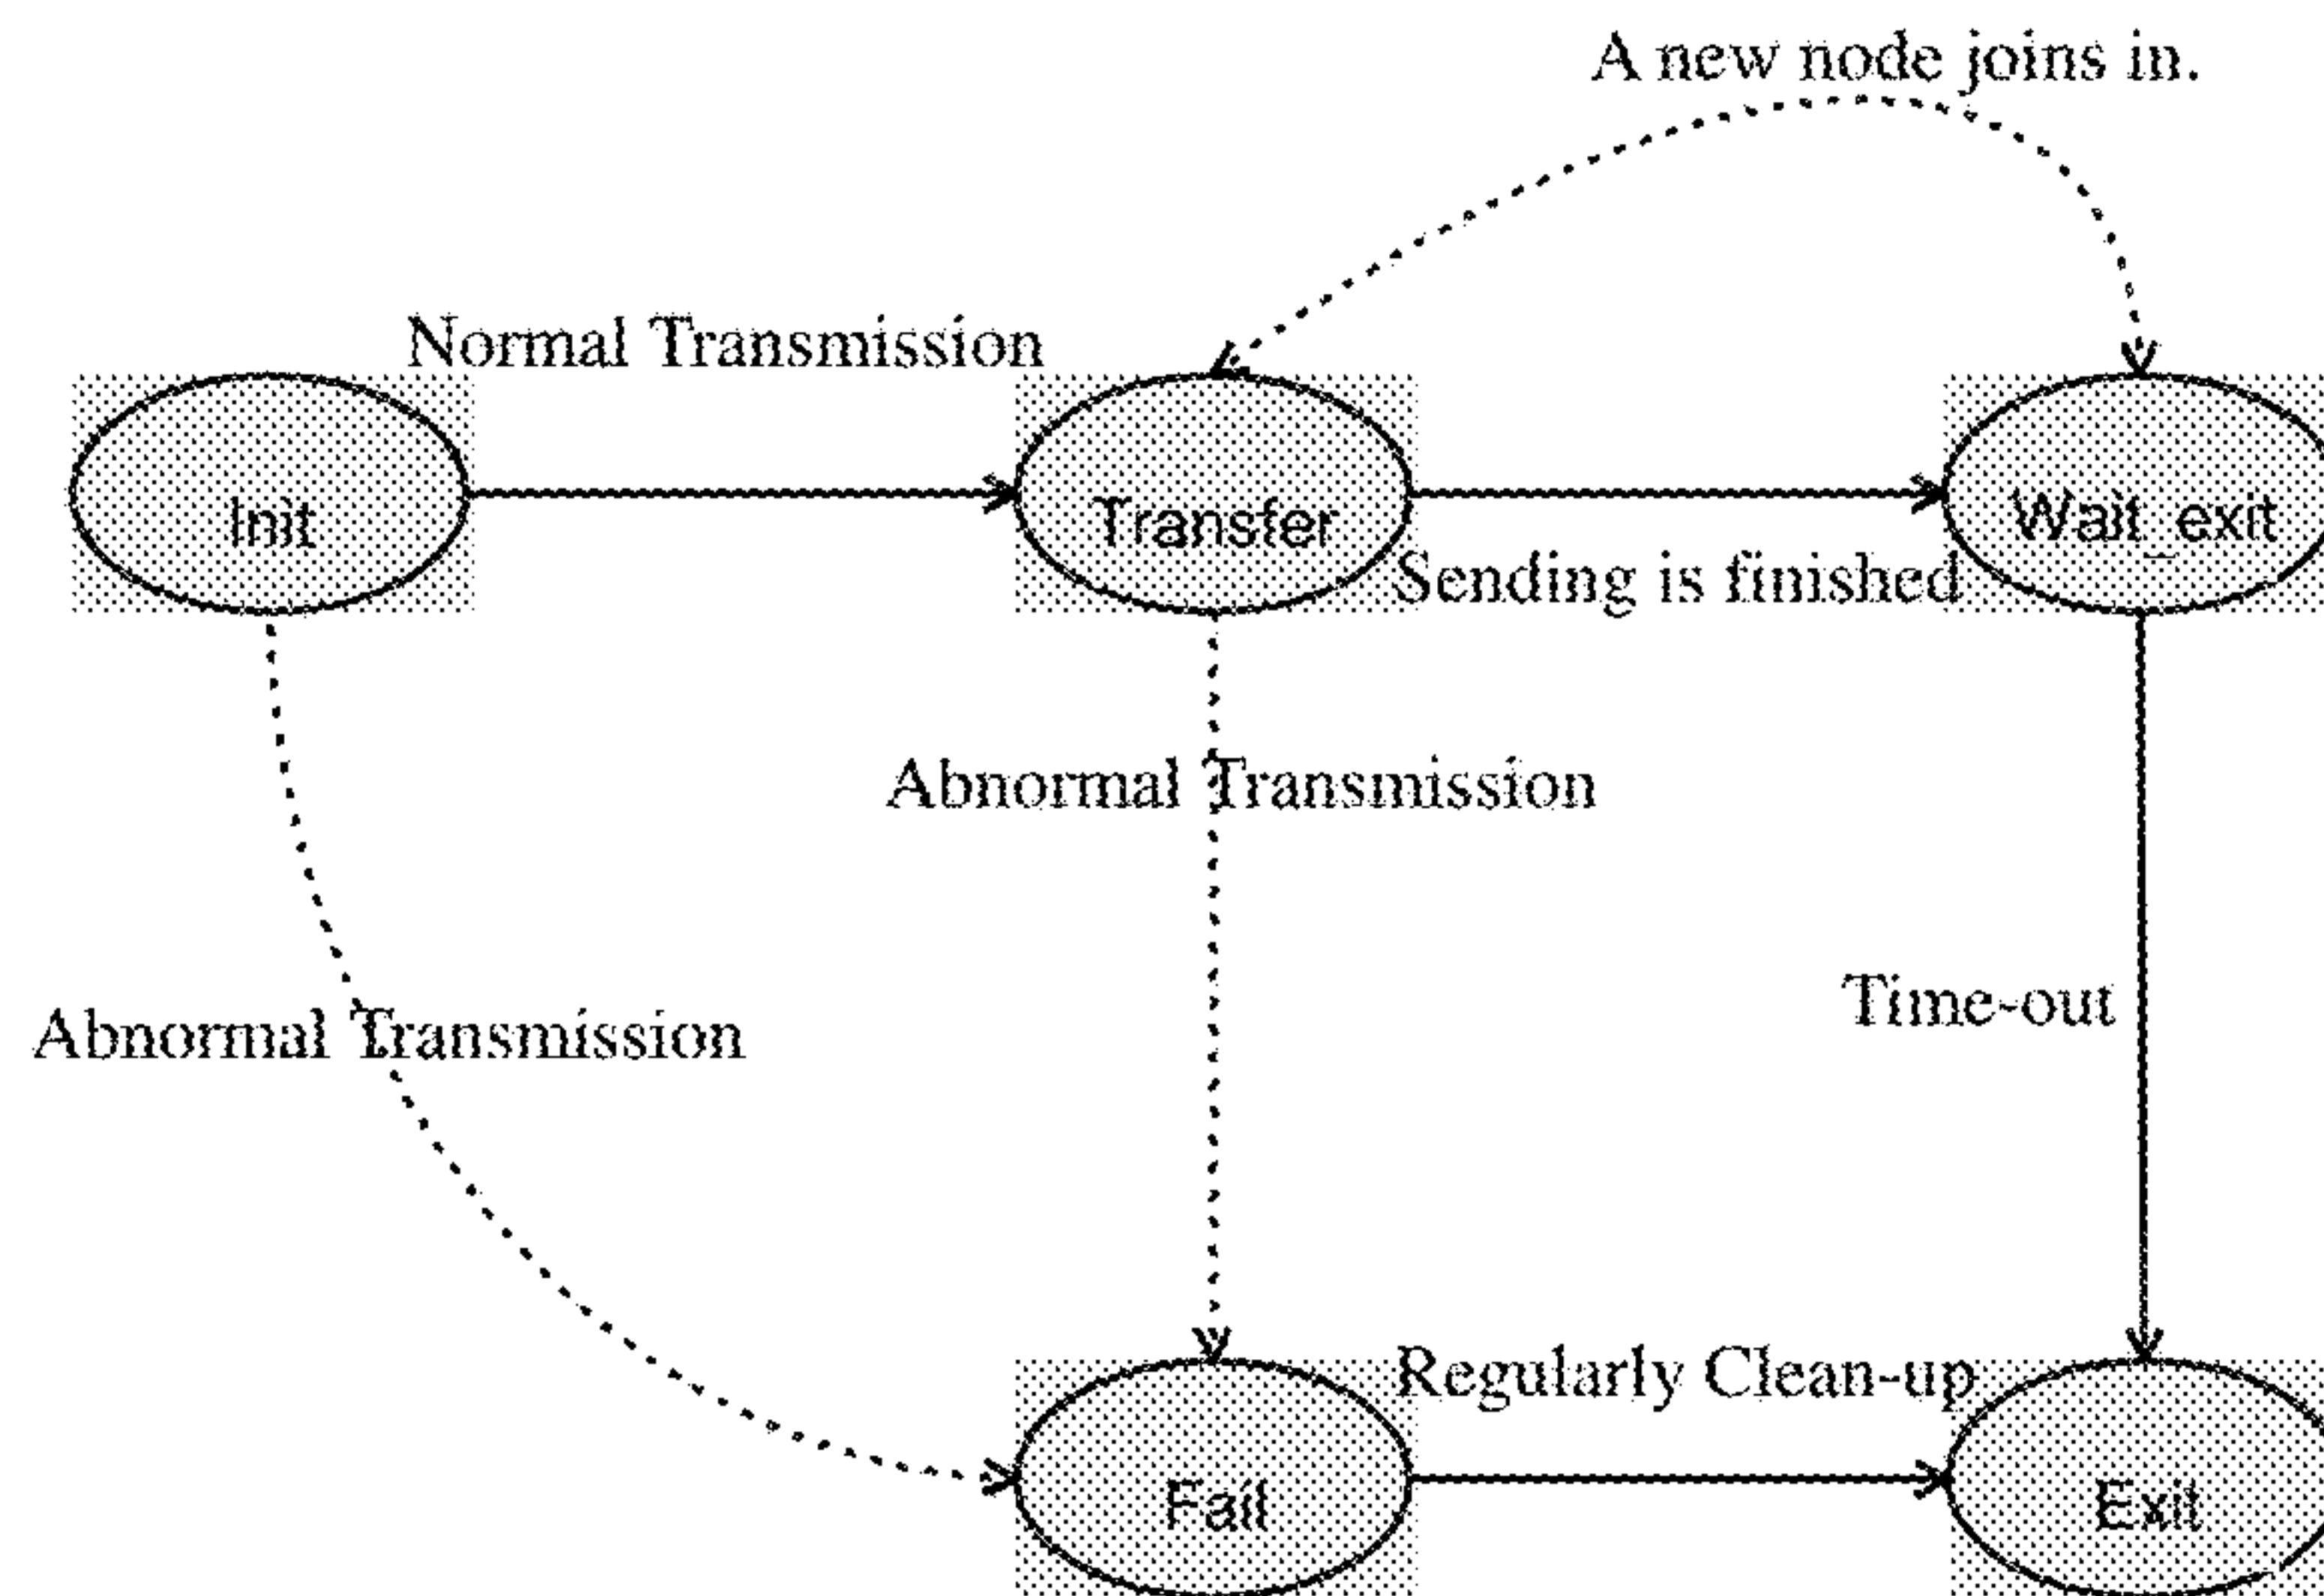 A new node joins in.
Normal Transmission
Init
Transfer
Wait_exit
Sending is finished
Abnormal Transmission
Time-out
Abnormal Transmission
Regularly Clean-up
Fail
Exit